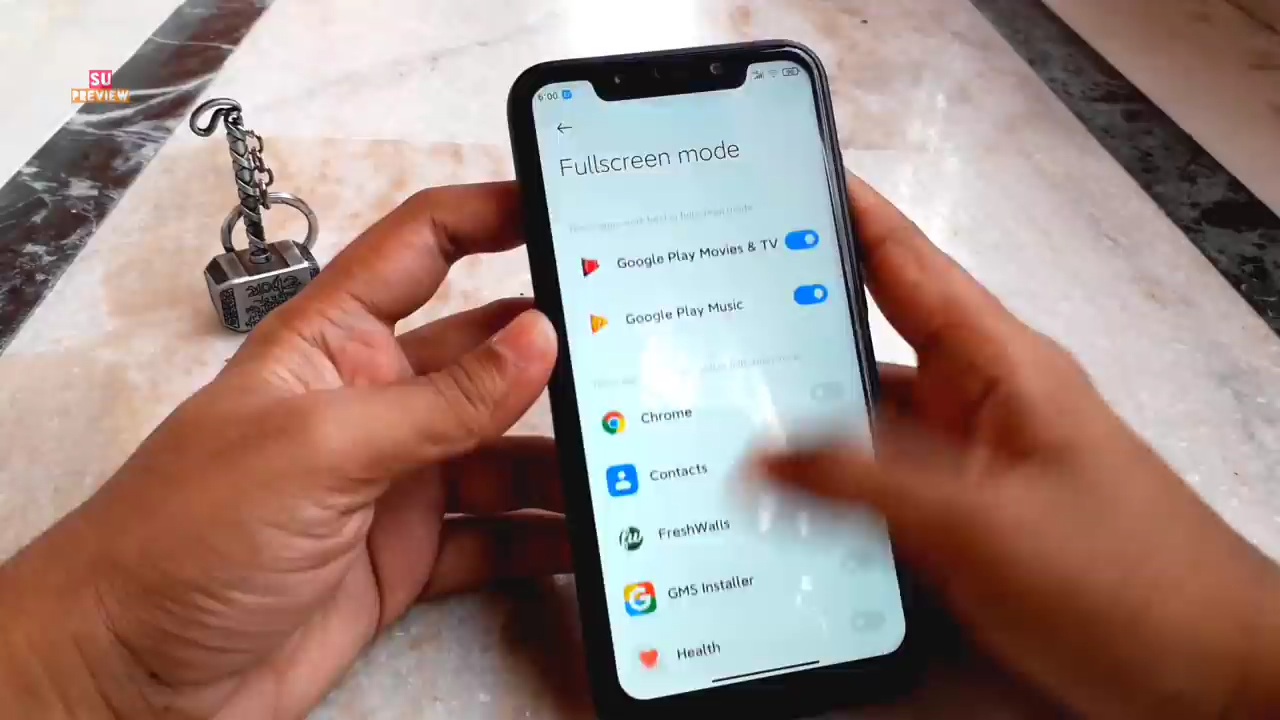 SU
PREVIEW
6:00
Fullscreen mode
Google Play Movies & TV
Google Play Music
Chrome
Contacts
FreshWalls
GMS Installer
Health